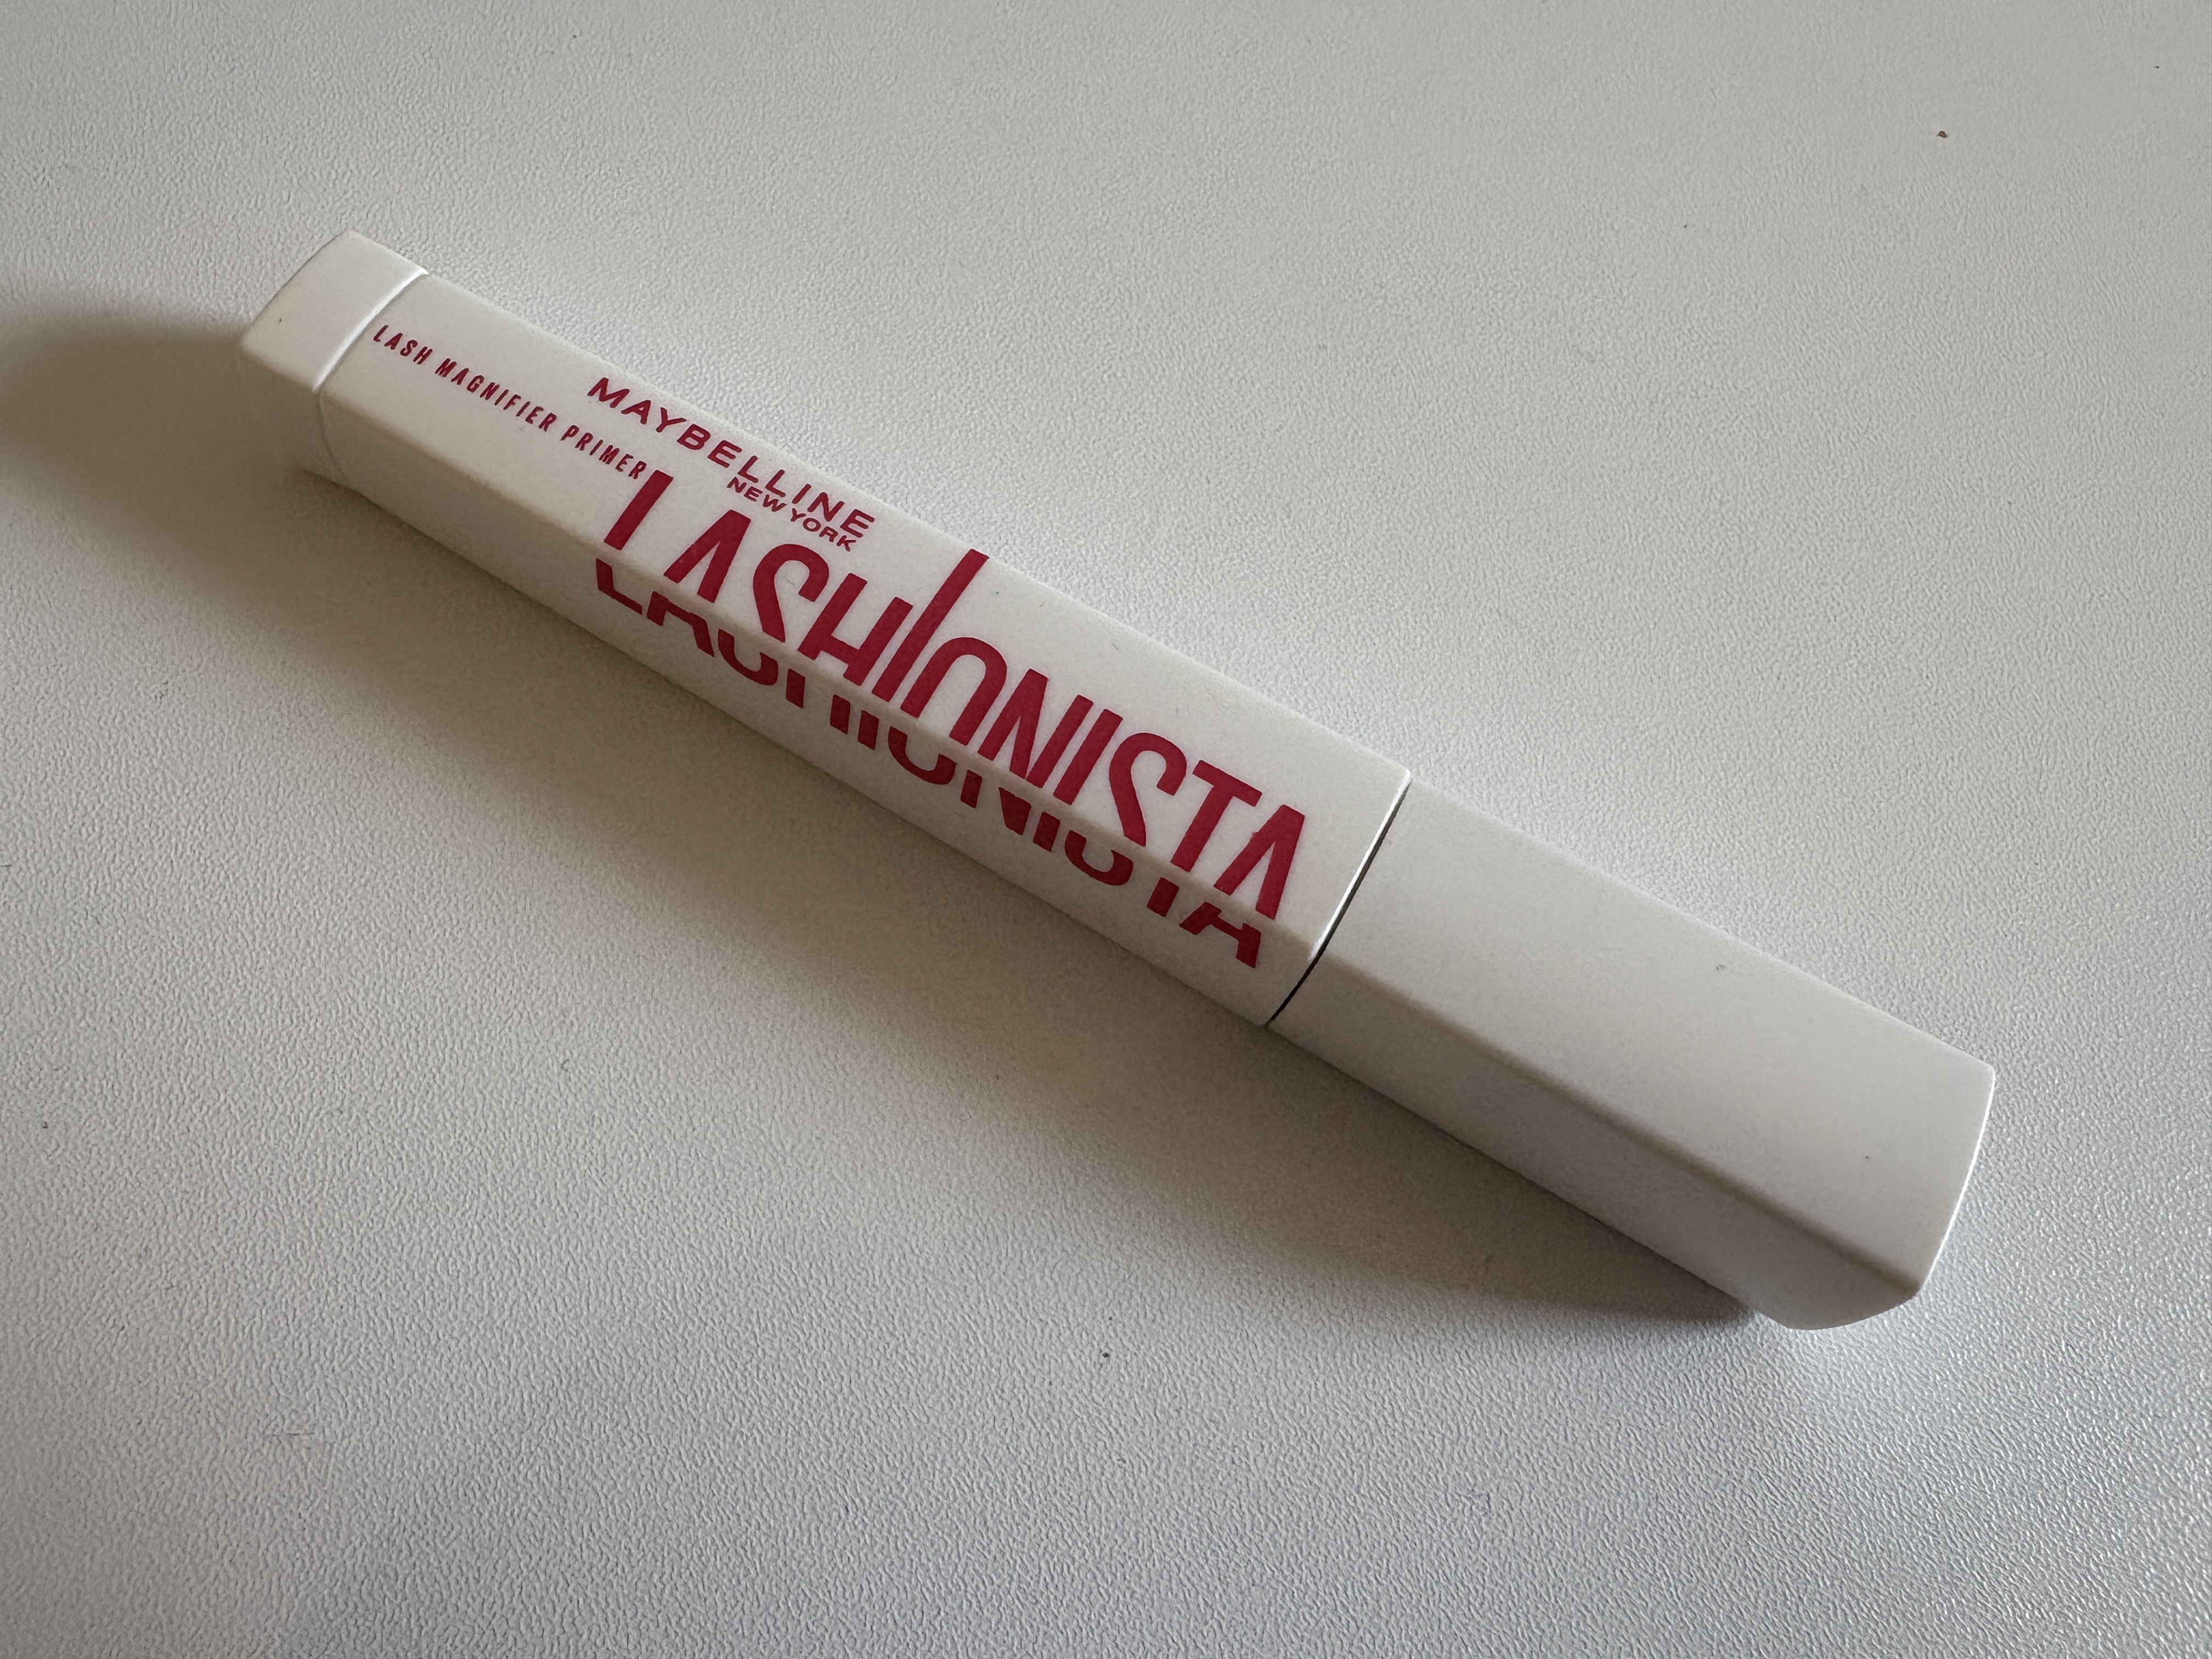 LASH MAGNIFIER PRIMER
MAYBELLINE
NEW YORK
LASHIONISTA